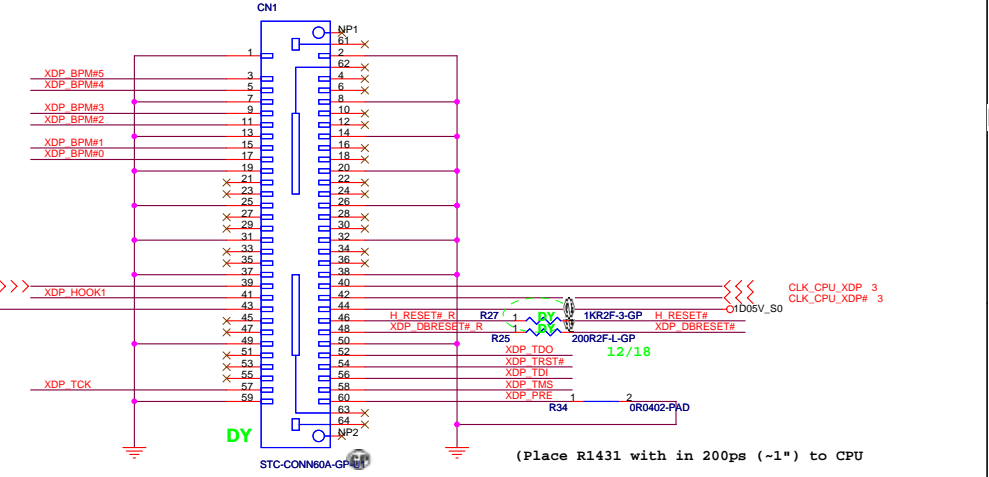 CN1
NP1
61
1 2
62
XDP_BPM#5 3 4
XDP_BPM#4 5 6
7 8
XDP_BPM#3 9 10
XDP_BPM#2 11 12
13 14
XDP_BPM#1 15 16
XDP_BPM#0 17 18
19 20
21 22
23 24
25 26
27 28
29 30
31 32
33 34
35 36
37 38
39 40 CLK_CPU_XDP 3
XDP_HOOK1 41 42 CLK_CPU_XDP# 3
43 44 1D05V_S0
45 46 H_RESET#_R R27 1 DY 1KR2F-3-GP H_RESET#
47 48 XDP_DBRESET#_R 1 DY XDP_DBRESET#
R25 200R2F-L-GP
49 50
12/18
51 52 XDP_TDO
53 54 XDP_TRST#
55 56 XDP_TDI
XDP_TCK 57 58 XDP_TMS
59 60 XDP_PRE 1 2
R34 0R0402-PAD
63
64
DY NP2
STC-CONN60A-GP-U1
(Place R1431 with in 200ps (~1") to CPU